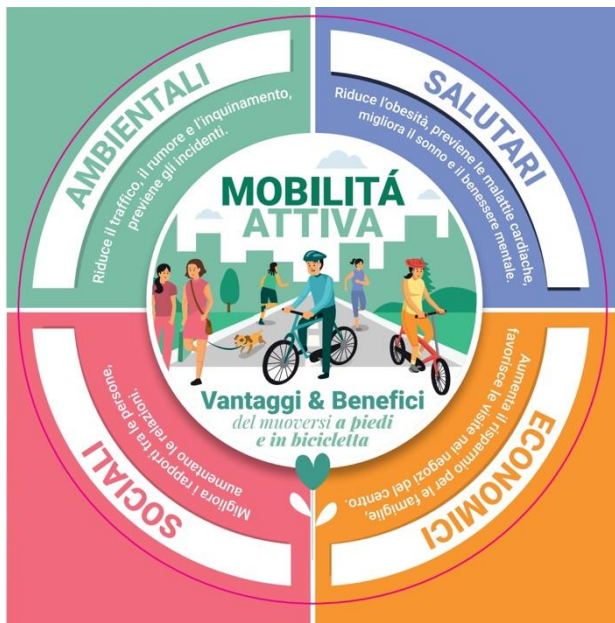 AMBIENTALI
Riduce il traffico, il rumore e l'inquinamento,
previene gli incidenti.
SALUTARI
Riduce l'obesità, previene le malattie cardiache,
migliora il sonno e il benessere mentale.
MOBILITÁ
ATTIVA
Vantaggi & Benefici
del muoversi a piedi
e in bicicletta
SOCIALI
Migliora i rapporti tra le persone,
aumentano le relazioni.
ECONOMICI
Aumenta il risparmio per le famiglie,
favorisce le visite nei negozi del centro.